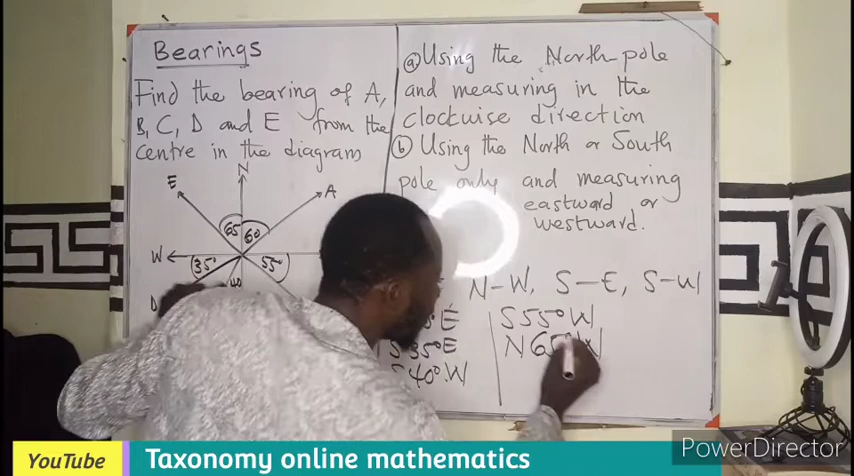 Bearings
Find the bearing of A,
B, C, D and E from the
centre in the diagram
N
E
A
65
60
W
35°
55°
D
(a) Using the North-pole
and measuring in the
clockwise direction
(b) Using the North or South
pole only and measuring
eastward or
westward.
N-W, S-E, S-W
E
S 35°E
40°.W
S55°W
N65°W
YouTube
Taxonomy online mathematics
PowerDirector